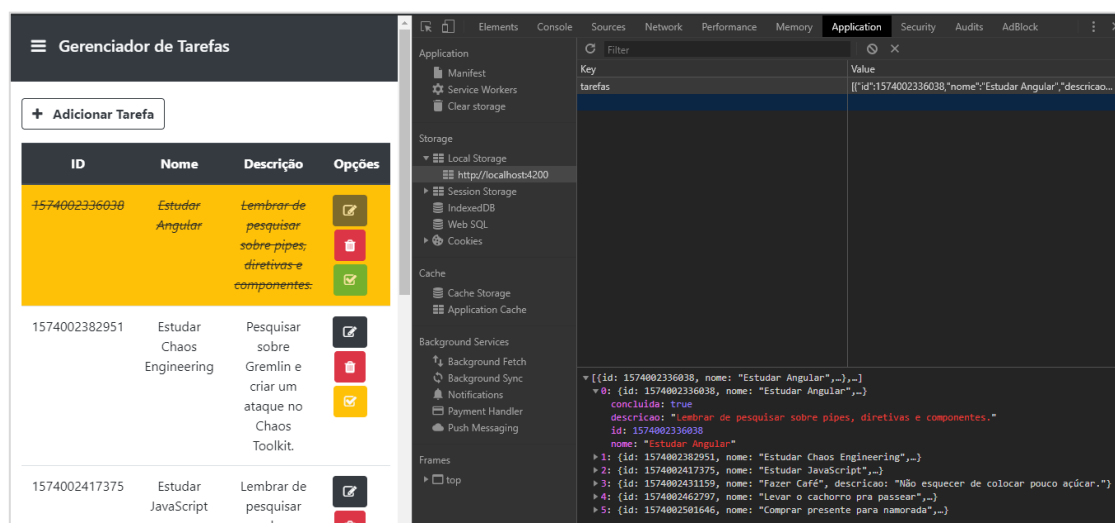 Gerenciador de Tarefas
+ Adicionar Tarefa
ID Nome Descrição Opções
1574002336038 Estudar Angular Lembrar de pesquisar sobre pipes, diretivas e componentes.
1574002382951 Estudar Chaos Engineering Pesquisar sobre Gremlin e criar um ataque no Chaos Toolkit.
1574002417375 Estudar JavaScript Lembrar de pesquisar
Elements Console Sources Network Performance Memory Application Security Audits AdBlock
Application
Manifest
Service Workers
Clear storage
Storage
Local Storage
http://localhost:4200
Session Storage
IndexedDB
Web SQL
Cookies
Cache
Cache Storage
Application Cache
Background Services
Background Fetch
Background Sync
Notifications
Payment Handler
Push Messaging
Frames
top
Filter
Key Value
tarefas [{"id":1574002336038,"nome":"Estudar Angular","descricao...
[{id: 1574002336038, nome: "Estudar Angular",…},…]
0: {id: 1574002336038, nome: "Estudar Angular",…}
concluida: true
descricao: "Lembrar de pesquisar sobre pipes, diretivas e componentes."
id: 1574002336038
nome: "Estudar Angular"
1: {id: 1574002382951, nome: "Estudar Chaos Engineering",…}
2: {id: 1574002417375, nome: "Estudar JavaScript",…}
3: {id: 1574002431159, nome: "Fazer Café", descricao: "Não esquecer de colocar pouco açúcar."}
4: {id: 1574002462797, nome: "Levar o cachorro pra passear",…}
5: {id: 1574002501646, nome: "Comprar presente para namorada",…}